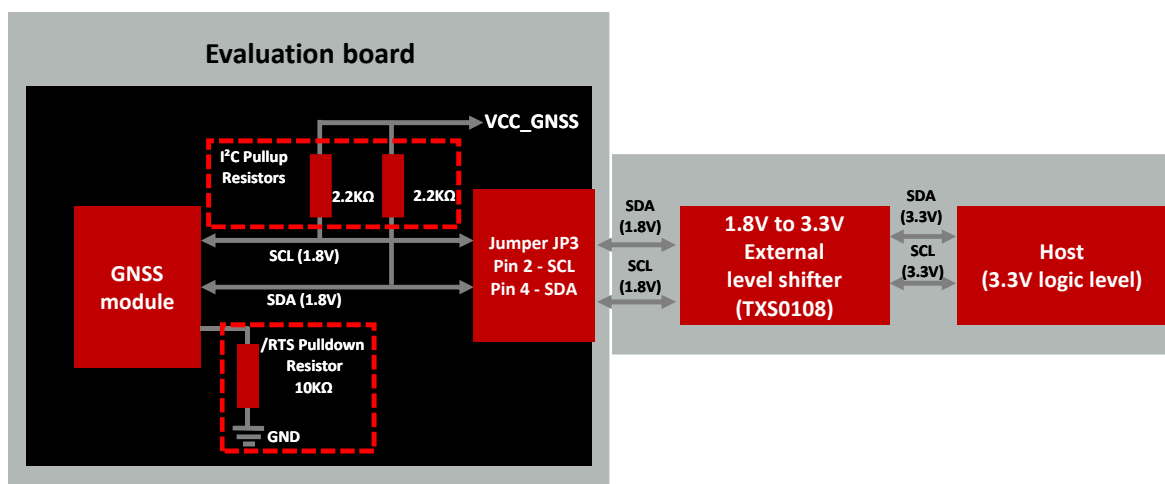 Evaluation board
VCC_GNSS
I²C Pullup
Resistors
2.2KΩ
2.2KΩ
GNSS
module
SCL (1.8V)
SDA (1.8V)
Jumper JP3
Pin 2 - SCL
Pin 4 - SDA
/RTS Pulldown
Resistor
10KΩ
GND
SDA
(1.8V)
SCL
(1.8V)
1.8V to 3.3V
External
level shifter
(TXS0108)
SDA
(3.3V)
SCL
(3.3V)
Host
(3.3V logic level)